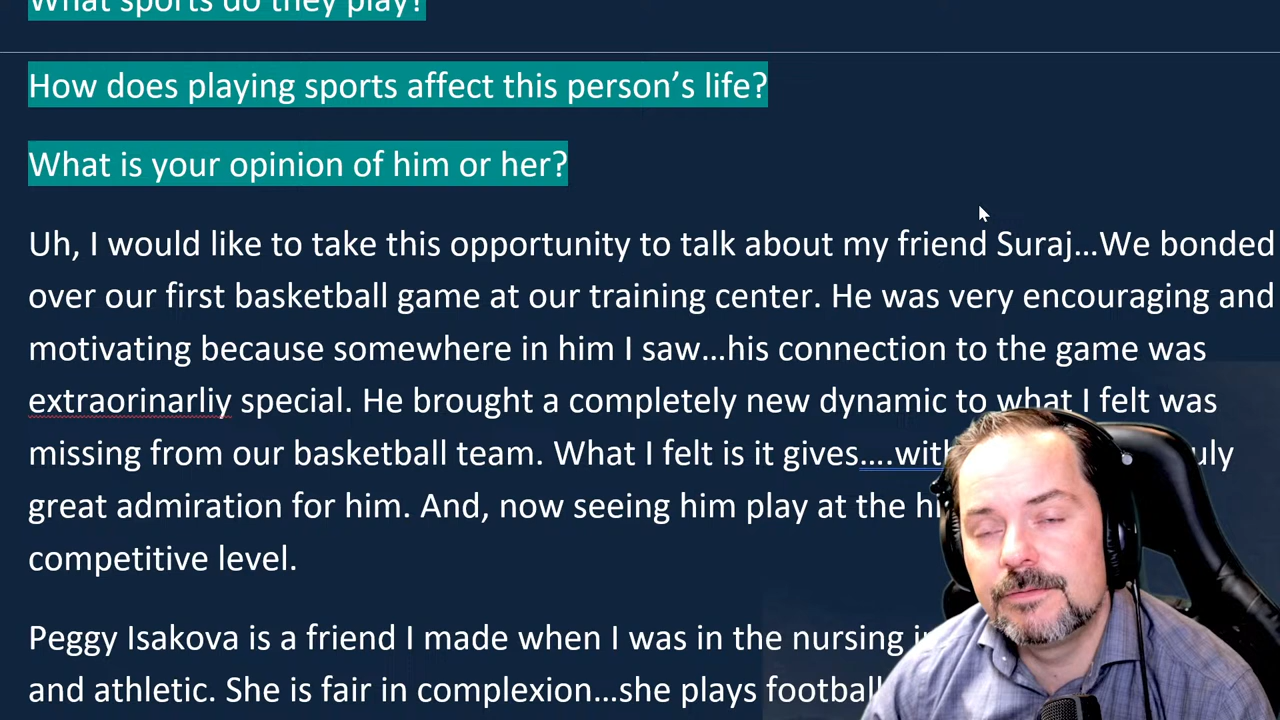 What sports do they play?
How does playing sports affect this person’s life?
What is your opinion of him or her?
Uh, I would like to take this opportunity to talk about my friend Suraj…We bonded
over our first basketball game at our training center. He was very encouraging and
motivating because somewhere in him I saw…his connection to the game was
extraorinarliy special. He brought a completely new dynamic to what I felt was
missing from our basketball team. What I felt is it gives….with
great admiration for him. And, now seeing him play at the
competitive level.
Peggy Isakova is a friend I made when I was in the nursing
and athletic. She is fair in complexion…she plays football